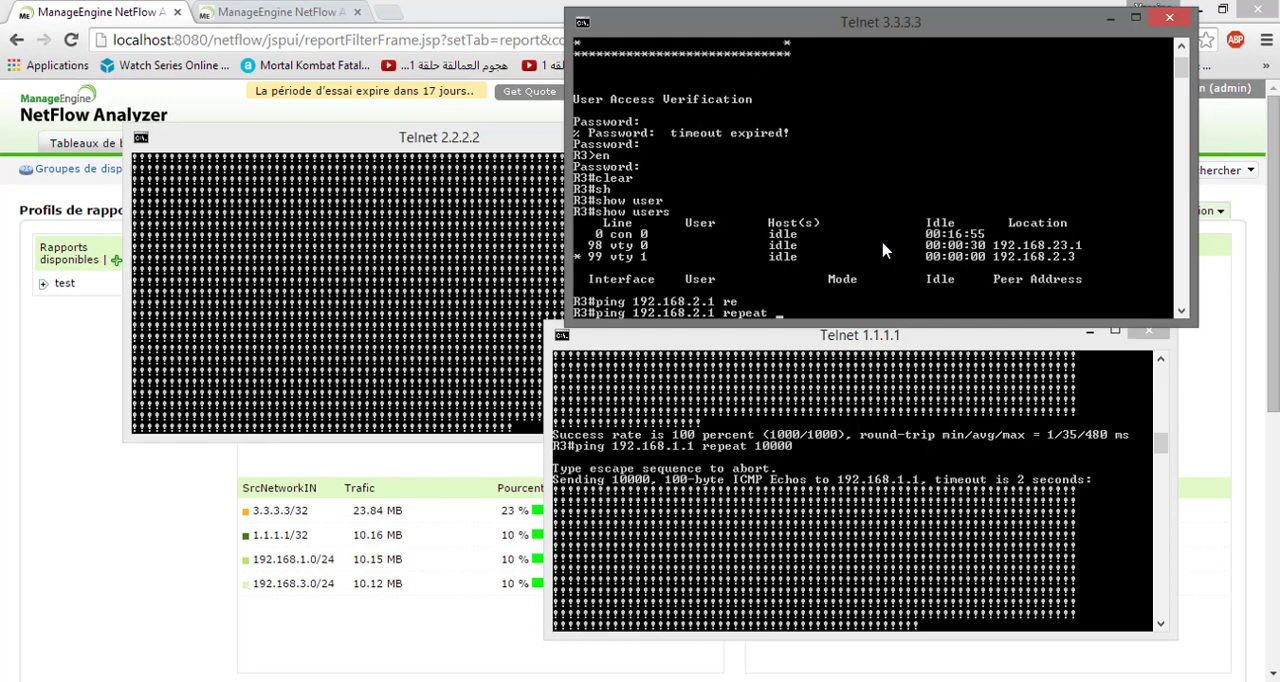 ManageEngine NetFlow A
ManageEngine NetFlow A
localhost:8080/netflow/jspui/reportFilterFrame.jsp?setTab=report&co
ABP
Applications
Watch Series Online ...
Mortal Kombat Fatal...
هجوم العمالقة حلقة 1...
ManageEngine
NetFlow Analyzer
La période d'essai expire dans 17 jours..
Get Quote
n (admin)
Tableaux de b
Groupes de disp
hercher
Profils de rappo
ion
Rapports
disponibles |
test
Telnet 2.2.2.2
Telnet 3.3.3.3
* *
*****************************
User Access Verification
Password:
% Password: timeout expired!
Password:
R3>en
Password:
R3#clear
R3#sh
R3#show user
R3#show users
Line User Host(s) Idle Location
0 con 0 idle 00:16:55
98 vty 0 idle 00:00:30 192.168.23.1
* 99 vty 1 idle 00:00:00 192.168.2.3
Interface User Mode Idle Peer Address
R3#ping 192.168.2.1 re
R3#ping 192.168.2.1 repeat _
Telnet 1.1.1.1
Success rate is 100 percent (1000/1000), round-trip min/avg/max = 1/35/480 ms
R3#ping 192.168.1.1 repeat 10000
Type escape sequence to abort.
Sending 10000, 100-byte ICMP Echos to 192.168.1.1, timeout is 2 seconds:
SrcNetworkIN Trafic Pourcent
3.3.3.3/32 23.84 MB 23 %
1.1.1.1/32 10.16 MB 10 %
192.168.1.0/24 10.15 MB 10 %
192.168.3.0/24 10.12 MB 10 %